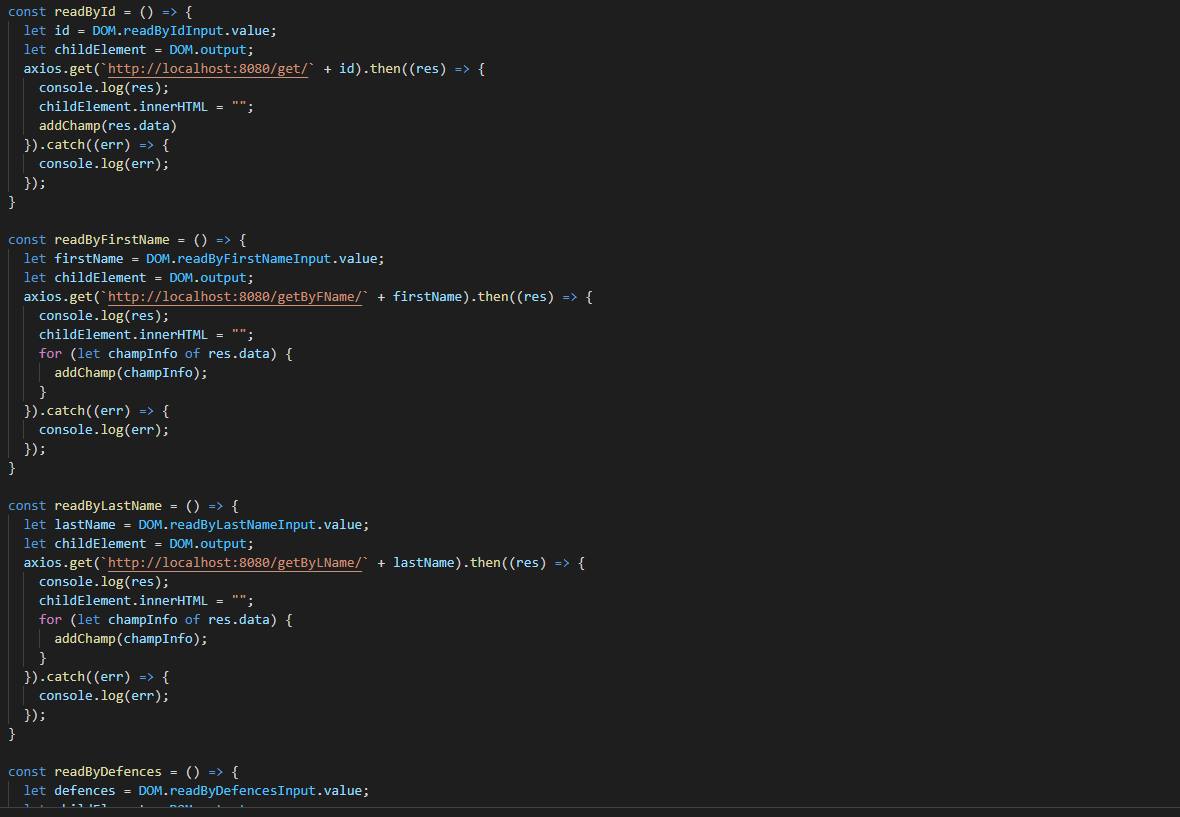 const readById = () => {
  let id = DOM.readByIdInput.value;
  let childElement = DOM.output;
  axios.get(`http://localhost:8080/get/` + id).then((res) => {
    console.log(res);
    childElement.innerHTML = "";
    addChamp(res.data)
  }).catch((err) => {
    console.log(err);
  });
}

const readByFirstName = () => {
  let firstName = DOM.readByFirstNameInput.value;
  let childElement = DOM.output;
  axios.get(`http://localhost:8080/getByFName/` + firstName).then((res) => {
    console.log(res);
    childElement.innerHTML = "";
    for (let champInfo of res.data) {
      addChamp(champInfo);
    }
  }).catch((err) => {
    console.log(err);
  });
}

const readByLastName = () => {
  let lastName = DOM.readByLastNameInput.value;
  let childElement = DOM.output;
  axios.get(`http://localhost:8080/getByLName/` + lastName).then((res) => {
    console.log(res);
    childElement.innerHTML = "";
    for (let champInfo of res.data) {
      addChamp(champInfo);
    }
  }).catch((err) => {
    console.log(err);
  });
}

const readByDefences = () => {
  let defences = DOM.readByDefencesInput.value;